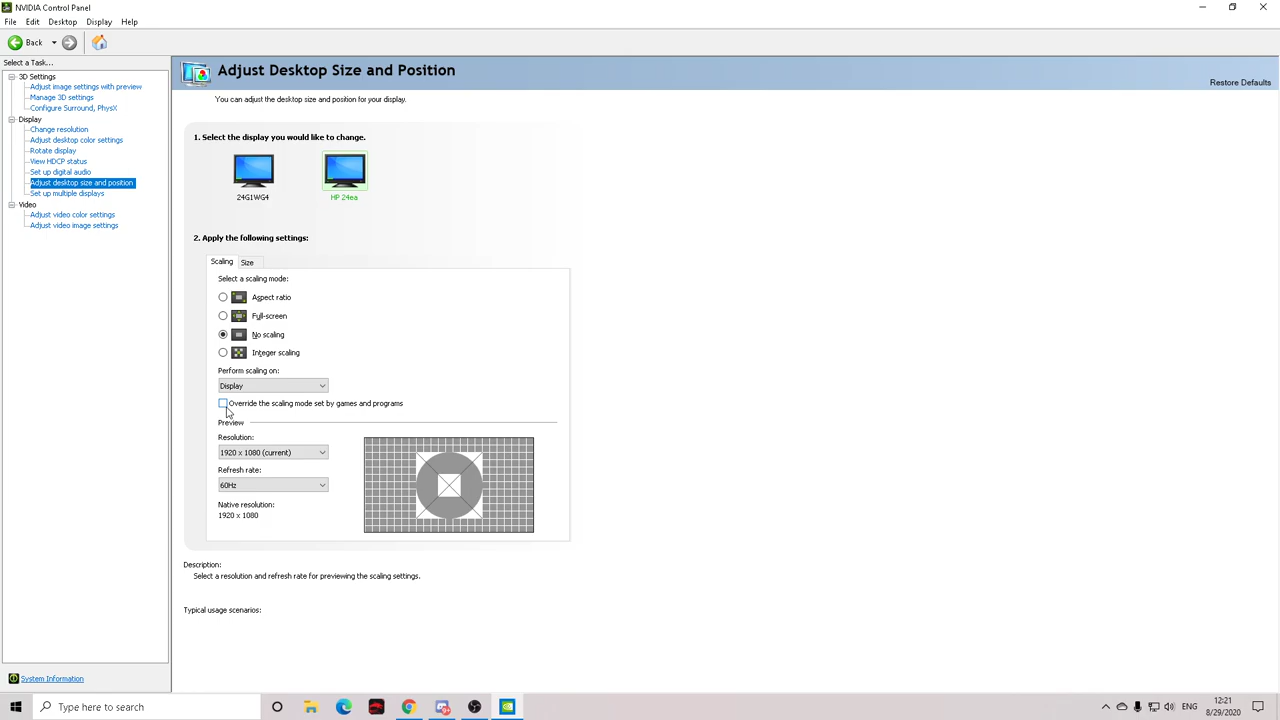 NVIDIA Control Panel
File Edit Desktop Display Help
Back
Select a Task...
3D Settings
Adjust image settings with preview
Manage 3D settings
Configure Surround, PhysX
Display
Change resolution
Adjust desktop color settings
Rotate display
View HDCP status
Set up digital audio
Adjust desktop size and position
Set up multiple displays
Video
Adjust video color settings
Adjust video image settings
System Information
Adjust Desktop Size and Position
Restore Defaults
You can adjust the desktop size and position for your display.
1. Select the display you would like to change.
24G1WG4 HP 24ea
2. Apply the following settings:
Scaling Size
Select a scaling mode:
Aspect ratio
Full-screen
No scaling
Integer scaling
Perform scaling on:
Display
Override the scaling mode set by games and programs
Preview
Resolution:
1920 x 1080 (current)
Refresh rate:
60Hz
Native resolution:
1920 x 1080
Description:
Select a resolution and refresh rate for previewing the scaling settings.
Typical usage scenarios:
Type here to search
ENG
12:21
8/29/2020